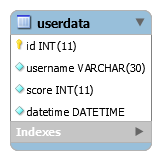 userdata
id INT(11)
username VARCHAR(30)
score INT(11)
datetime DATETIME
Indexes